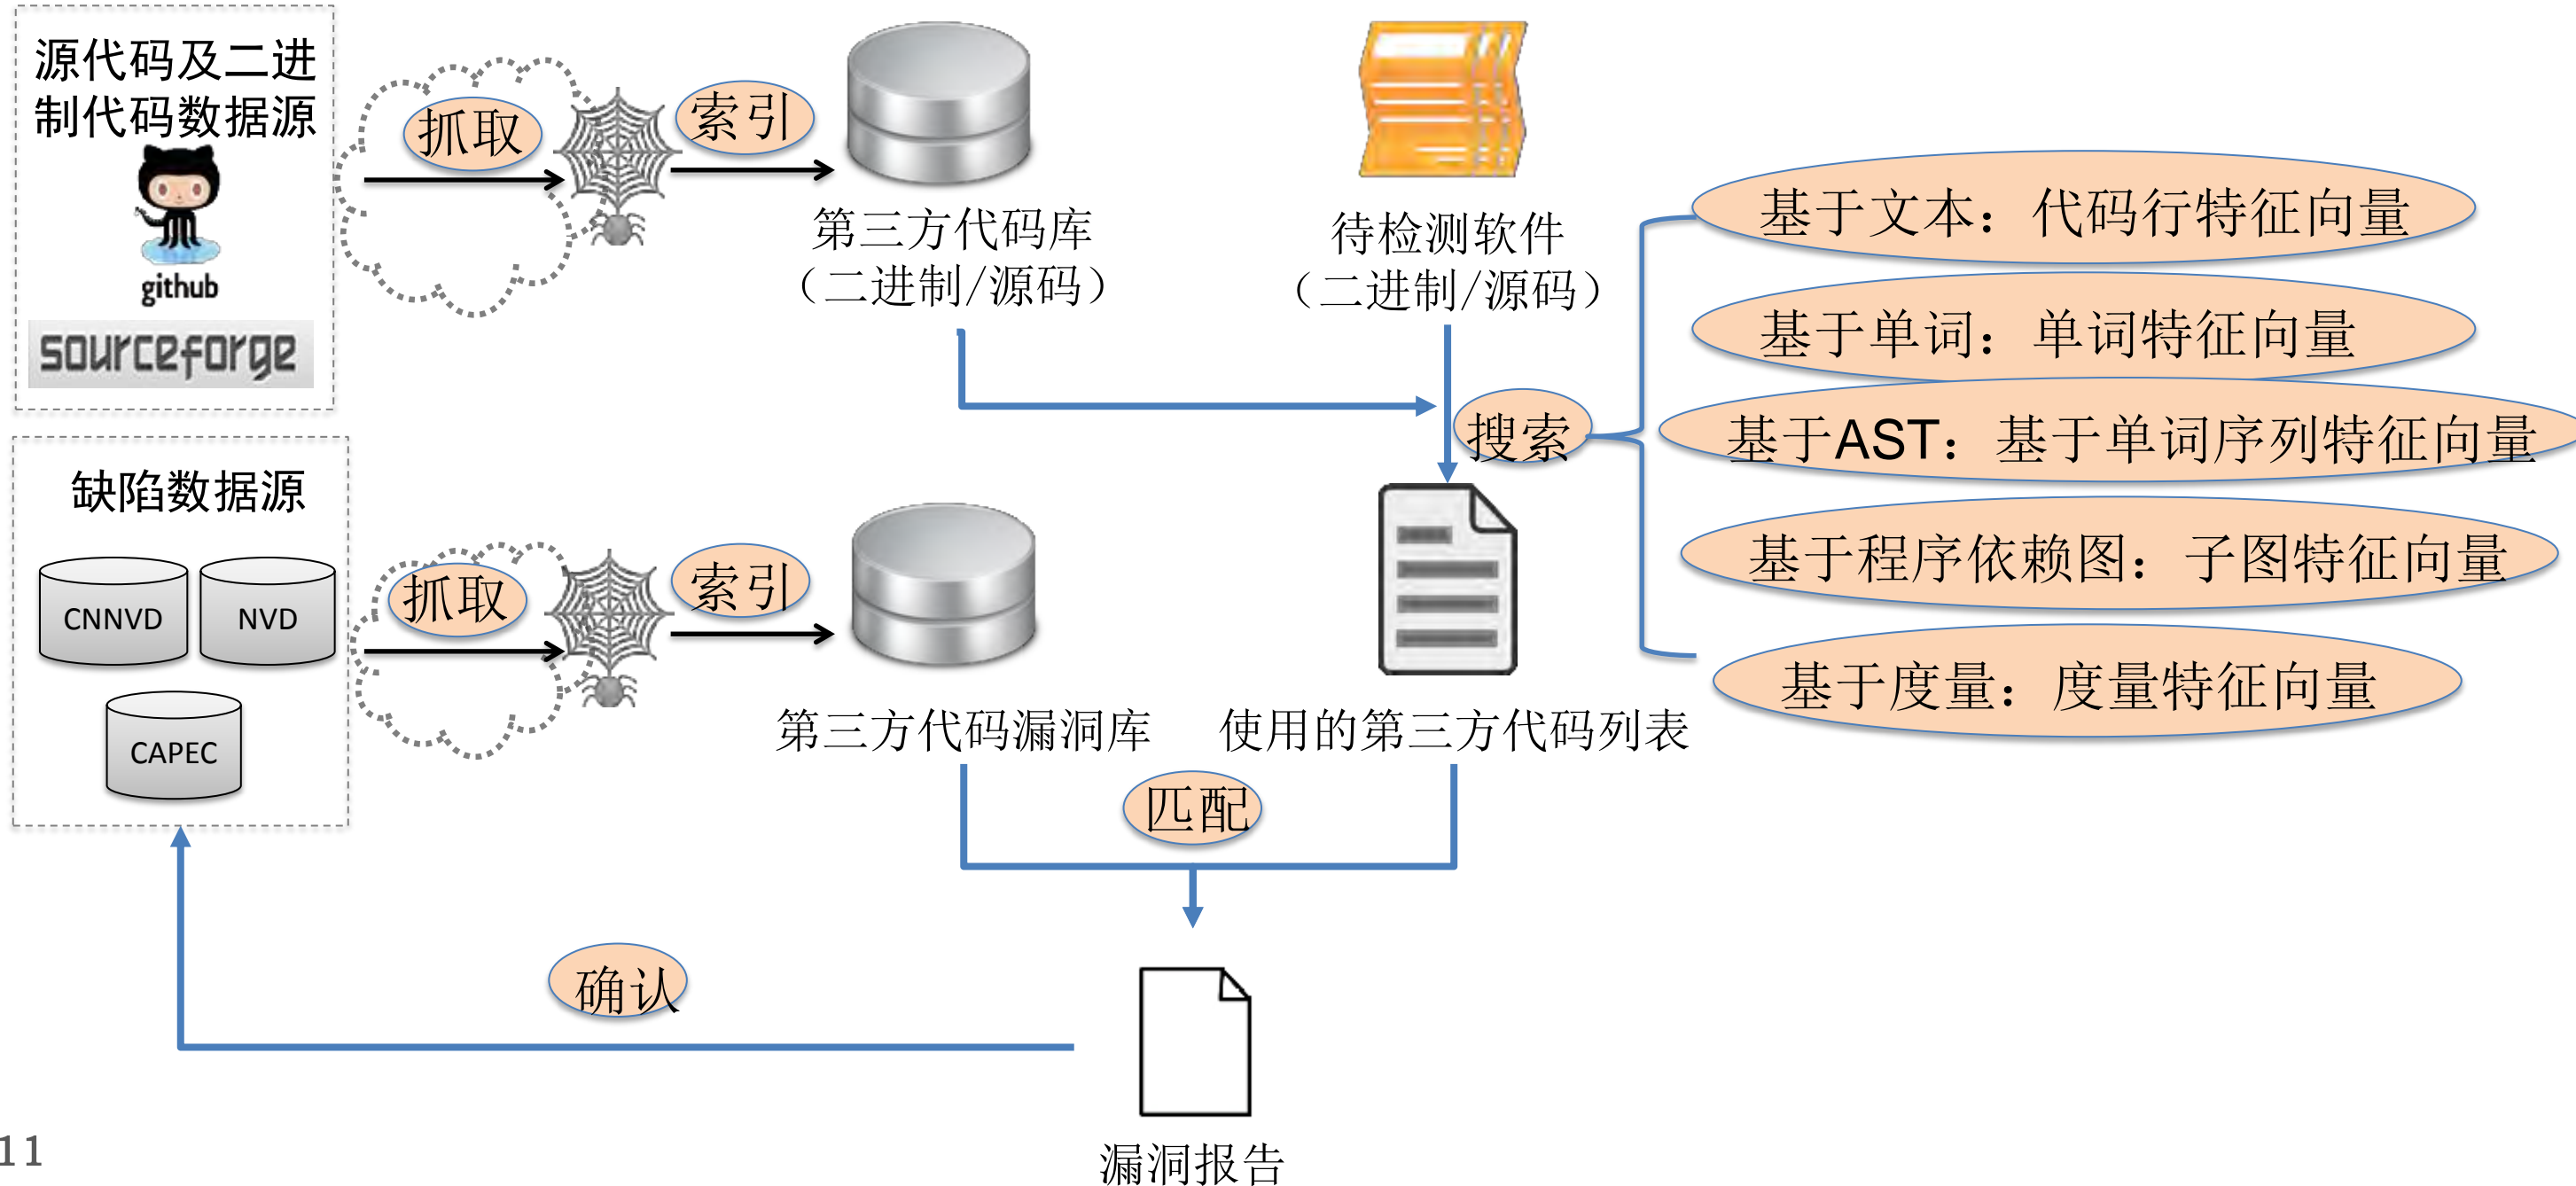 源代码及二进
制代码数据源
github
sourceforge
抓取
索引
第三方代码库
（二进制/源码）
待检测软件
（二进制/源码）
搜索
基于文本：代码行特征向量
基于单词：单词特征向量
基于AST：基于单词序列特征向量
基于程序依赖图：子图特征向量
基于度量：度量特征向量
缺陷数据源
CNNVD
NVD
CAPEC
抓取
索引
第三方代码漏洞库
使用的第三方代码列表
匹配
确认
漏洞报告
11